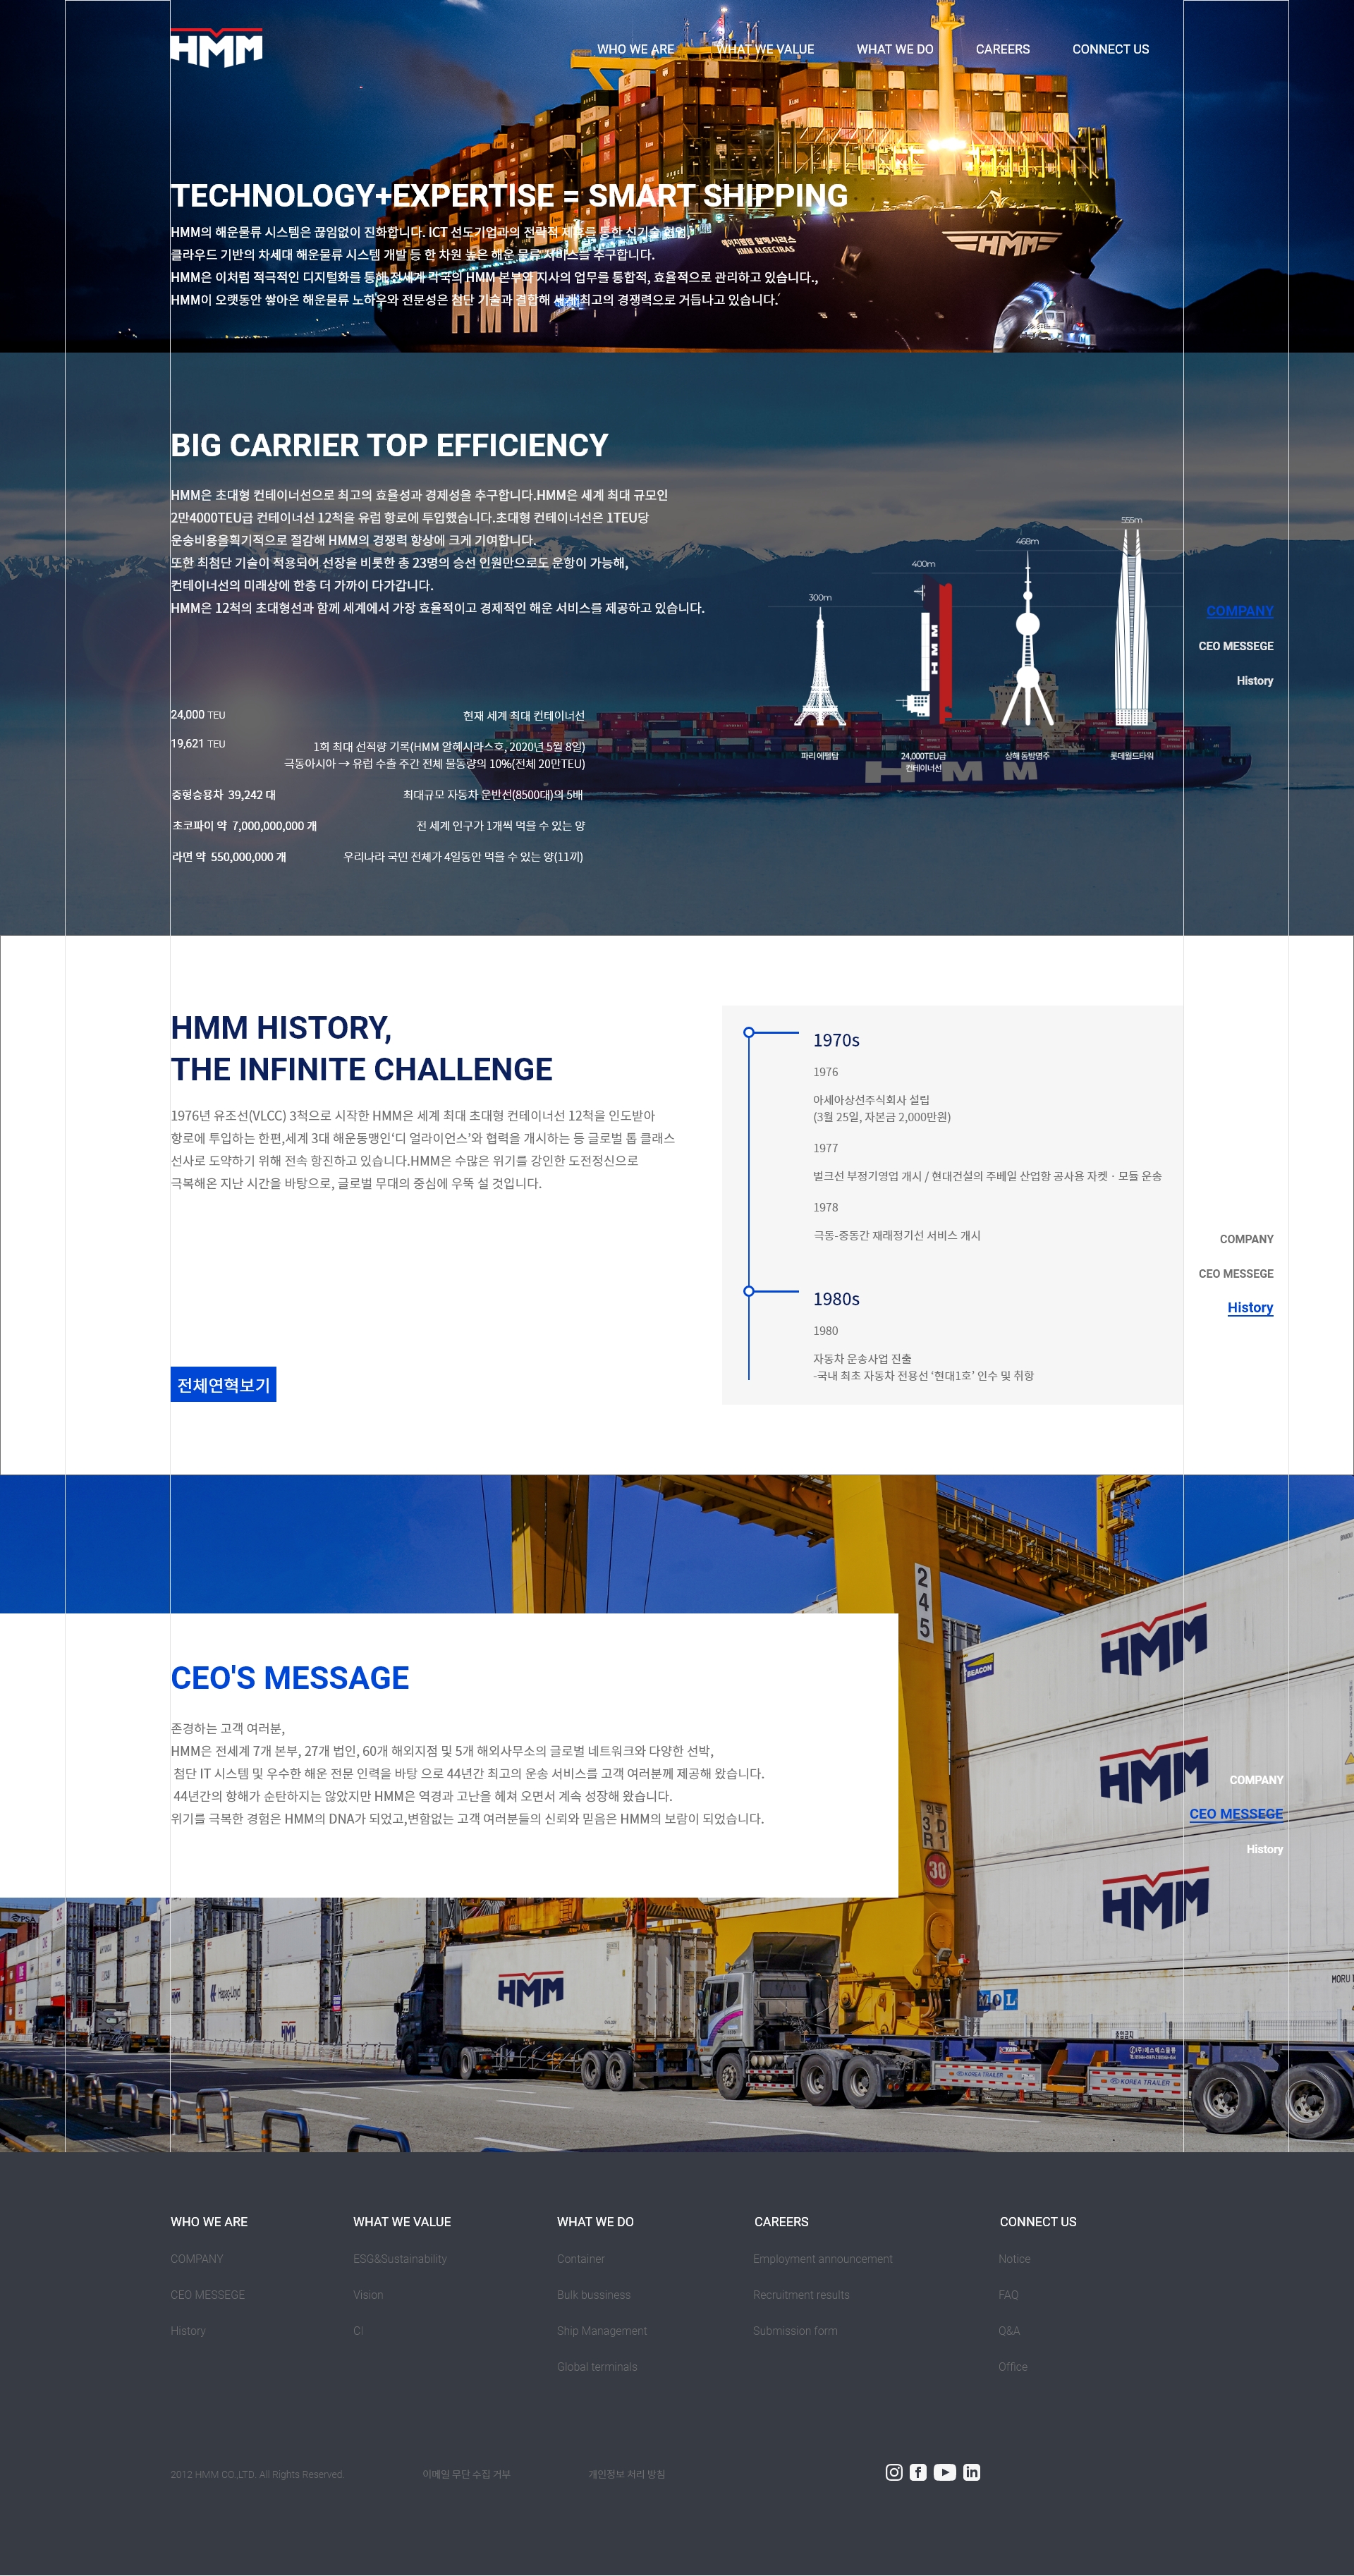 HMM
WHO WE ARE
WHAT WE VALUE
WHAT WE DO
CAREERS
CONNECT US
TECHNOLOGY+EXPERTISE = SMART SHIPPING
HMM의 해운물류 시스템은 끊임없이 진화합니다. ICT 선도기업과의 전략적 제휴를 통한 신기술 협업,
클라우드 기반의 차세대 해운물류 시스템 개발 등 한 차원 높은 해운 물류 서비스를 추구합니다.
HMM은 이처럼 적극적인 디지털화를 통해 전세계 각국의 HMM 본부와 지사의 업무를 통합적, 효율적으로 관리하고 있습니다.,
HMM이 오랫동안 쌓아온 해운물류 노하우와 전문성은 첨단 기술과 결합해 세계 최고의 경쟁력으로 거듭나고 있습니다.
에이치엠엠 알헤시라스
HMM ALGECIRAS
HMM
HMM
BIG CARRIER TOP EFFICIENCY
HMM은 초대형 컨테이너선으로 최고의 효율성과 경제성을 추구합니다.HMM은 세계 최대 규모인
2만4000TEU급 컨테이너선 12척을 유럽 항로에 투입했습니다.초대형 컨테이너선은 1TEU당
운송비용을획기적으로 절감해 HMM의 경쟁력 향상에 크게 기여합니다.
또한 최첨단 기술이 적용되어 선장을 비롯한 총 23명의 승선 인원만으로도 운항이 가능해,
컨테이너선의 미래상에 한층 더 가까이 다가갑니다.
HMM은 12척의 초대형선과 함께 세계에서 가장 효율적이고 경제적인 해운 서비스를 제공하고 있습니다.
300m
400m
468m
555m
HMM
파리 에펠탑
24,000TEU급
컨테이너선
상해 동방명주
롯데월드타워
HMM
COMPANY
CEO MESSEGE
History
24,000 TEU
현재 세계 최대 컨테이너선
19,621 TEU
1회 최대 선적량 기록(HMM 알헤시라스호, 2020년 5월 8일)
극동아시아 → 유럽 수출 주간 전체 물동량의 10%(전체 20만TEU)
중형승용차 39,242 대
최대규모 자동차 운반선(8500대)의 5배
초코파이 약 7,000,000,000 개
전 세계 인구가 1개씩 먹을 수 있는 양
라면 약 550,000,000 개
우리나라 국민 전체가 4일동안 먹을 수 있는 양(11끼)
HMM HISTORY,
THE INFINITE CHALLENGE
1976년 유조선(VLCC) 3척으로 시작한 HMM은 세계 최대 초대형 컨테이너선 12척을 인도받아
항로에 투입하는 한편,세계 3대 해운동맹인‘디 얼라이언스’와 협력을 개시하는 등 글로벌 톱 클래스
선사로 도약하기 위해 전속 항진하고 있습니다.HMM은 수많은 위기를 강인한 도전정신으로
극복해온 지난 시간을 바탕으로, 글로벌 무대의 중심에 우뚝 설 것입니다.
전체연혁보기
1970s
1976
아세아상선주식회사 설립
(3월 25일, 자본금 2,000만원)
1977
벌크선 부정기영업 개시 / 현대건설의 주베일 산업항 공사용 자켓 · 모듈 운송
1978
극동-중동간 재래정기선 서비스 개시
1980s
1980
자동차 운송사업 진출
-국내 최초 자동차 전용선 ‘현대1호’ 인수 및 취항
COMPANY
CEO MESSEGE
History
245
BEACON
HMM
HMM
HMM
외부
3 D
R 1
30
CEO'S MESSAGE
존경하는 고객 여러분,
HMM은 전세계 7개 본부, 27개 법인, 60개 해외지점 및 5개 해외사무소의 글로벌 네트워크와 다양한 선박,
첨단 IT 시스템 및 우수한 해운 전문 인력을 바탕 으로 44년간 최고의 운송 서비스를 고객 여러분께 제공해 왔습니다.
44년간의 항해가 순탄하지는 않았지만 HMM은 역경과 고난을 헤쳐 오면서 계속 성장해 왔습니다.
위기를 극복한 경험은 HMM의 DNA가 되었고,변함없는 고객 여러분들의 신뢰와 믿음은 HMM의 보람이 되었습니다.
COMPANY
CEO MESSEGE
History
PSA
Hapag-Lloyd
HMM
HMM
MOL
KOREA TRAILER
KOREA TRAILER
WHO WE ARE
COMPANY
CEO MESSEGE
History
WHAT WE VALUE
ESG&Sustainability
Vision
CI
WHAT WE DO
Container
Bulk bussiness
Ship Management
Global terminals
CAREERS
Employment announcement
Recruitment results
Submission form
CONNECT US
Notice
FAQ
Q&A
Office
2012 HMM CO.,LTD. All Rights Reserved.
이메일 무단 수집 거부
개인정보 처리 방침